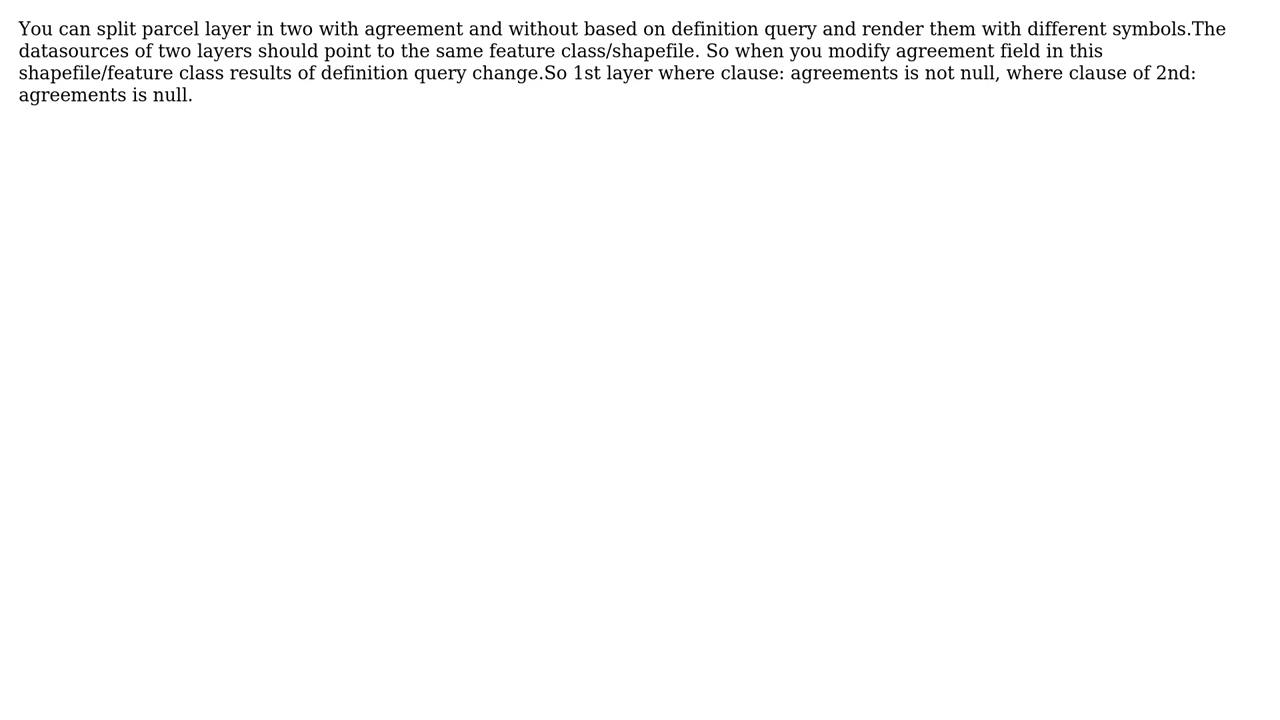 You can split parcel layer in two with agreement and without based on definition query and render them with different symbols.The
datasources of two layers should point to the same feature class/shapefile. So when you modify agreement field in this
shapefile/feature class results of definition query change.So 1st layer where clause: agreements is not null, where clause of 2nd:
agreements is null.